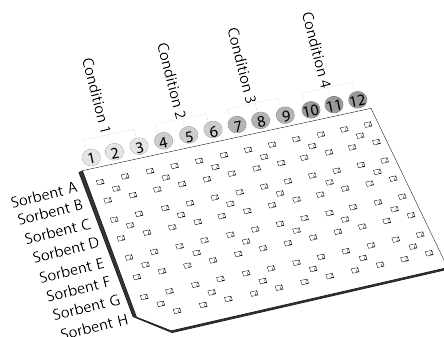 Condition 1
Condition 2
Condition 3
Condition 4
1 2 3 4 5 6 7 8 9 10 11 12
Sorbent A
Sorbent B
Sorbent C
Sorbent D
Sorbent E
Sorbent F
Sorbent G
Sorbent H